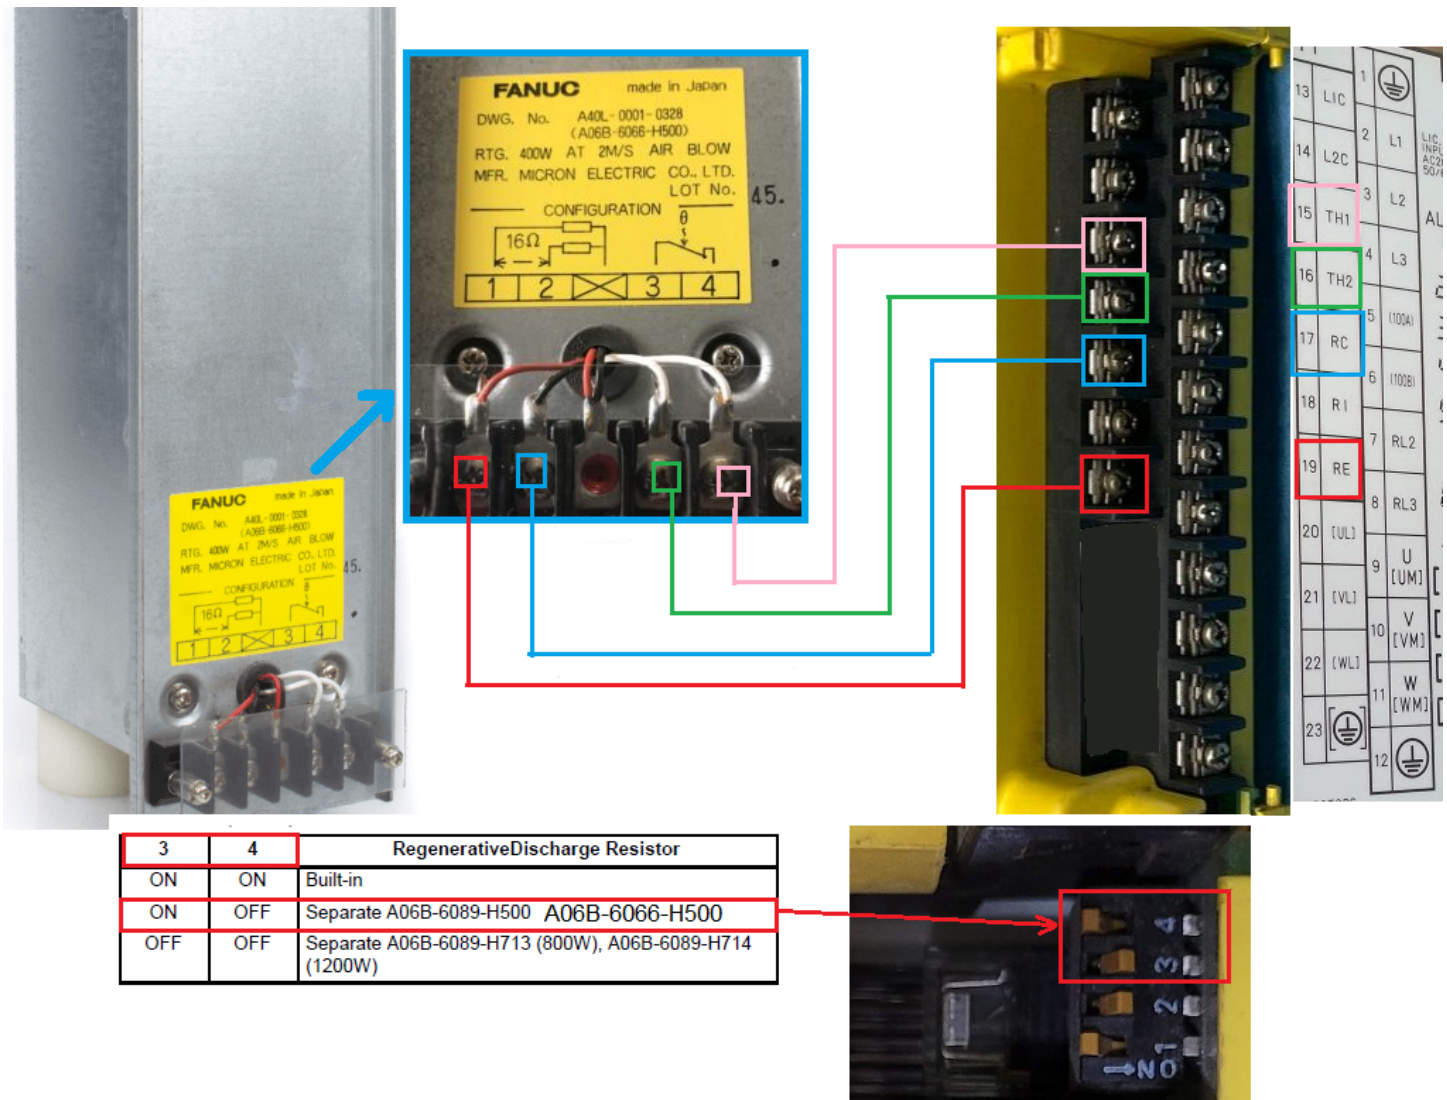 FANUC made in Japan
DWG. No. A40L-0001-0328
(A06B-6066-H500)
RTG. 400W AT 2M/S AIR BLOW
MFR. MICRON ELECTRIC CO., LTD.
LOT No. 45.
CONFIGURATION θ
16Ω
1 2 3 4
FANUC made in Japan
DWG. No. A40L-0001-0328
(A06B-6066-H500)
RTG. 400W AT 2M/S AIR BLOW
MFR. MICRON ELECTRIC CO., LTD.
LOT No. 45.
CONFIGURATION θ
16Ω
1 2 3 4
13 L1C
14 L2C
15 TH1
16 TH2
17 RC
18 RI
19 RE
20 [UL]
21 [VL]
22 [WL]
23
1
2 L1
3 L2
4 L3
5 (100A)
6 (100B)
7 RL2
8 RL3
9 U [UM]
10 V [VM]
11 W [WM]
12
3 4 RegenerativeDischarge Resistor
ON ON Built-in
ON OFF Separate A06B-6089-H500 A06B-6066-H500
OFF OFF Separate A06B-6089-H713 (800W), A06B-6089-H714
(1200W)
4
3
2
1
ON